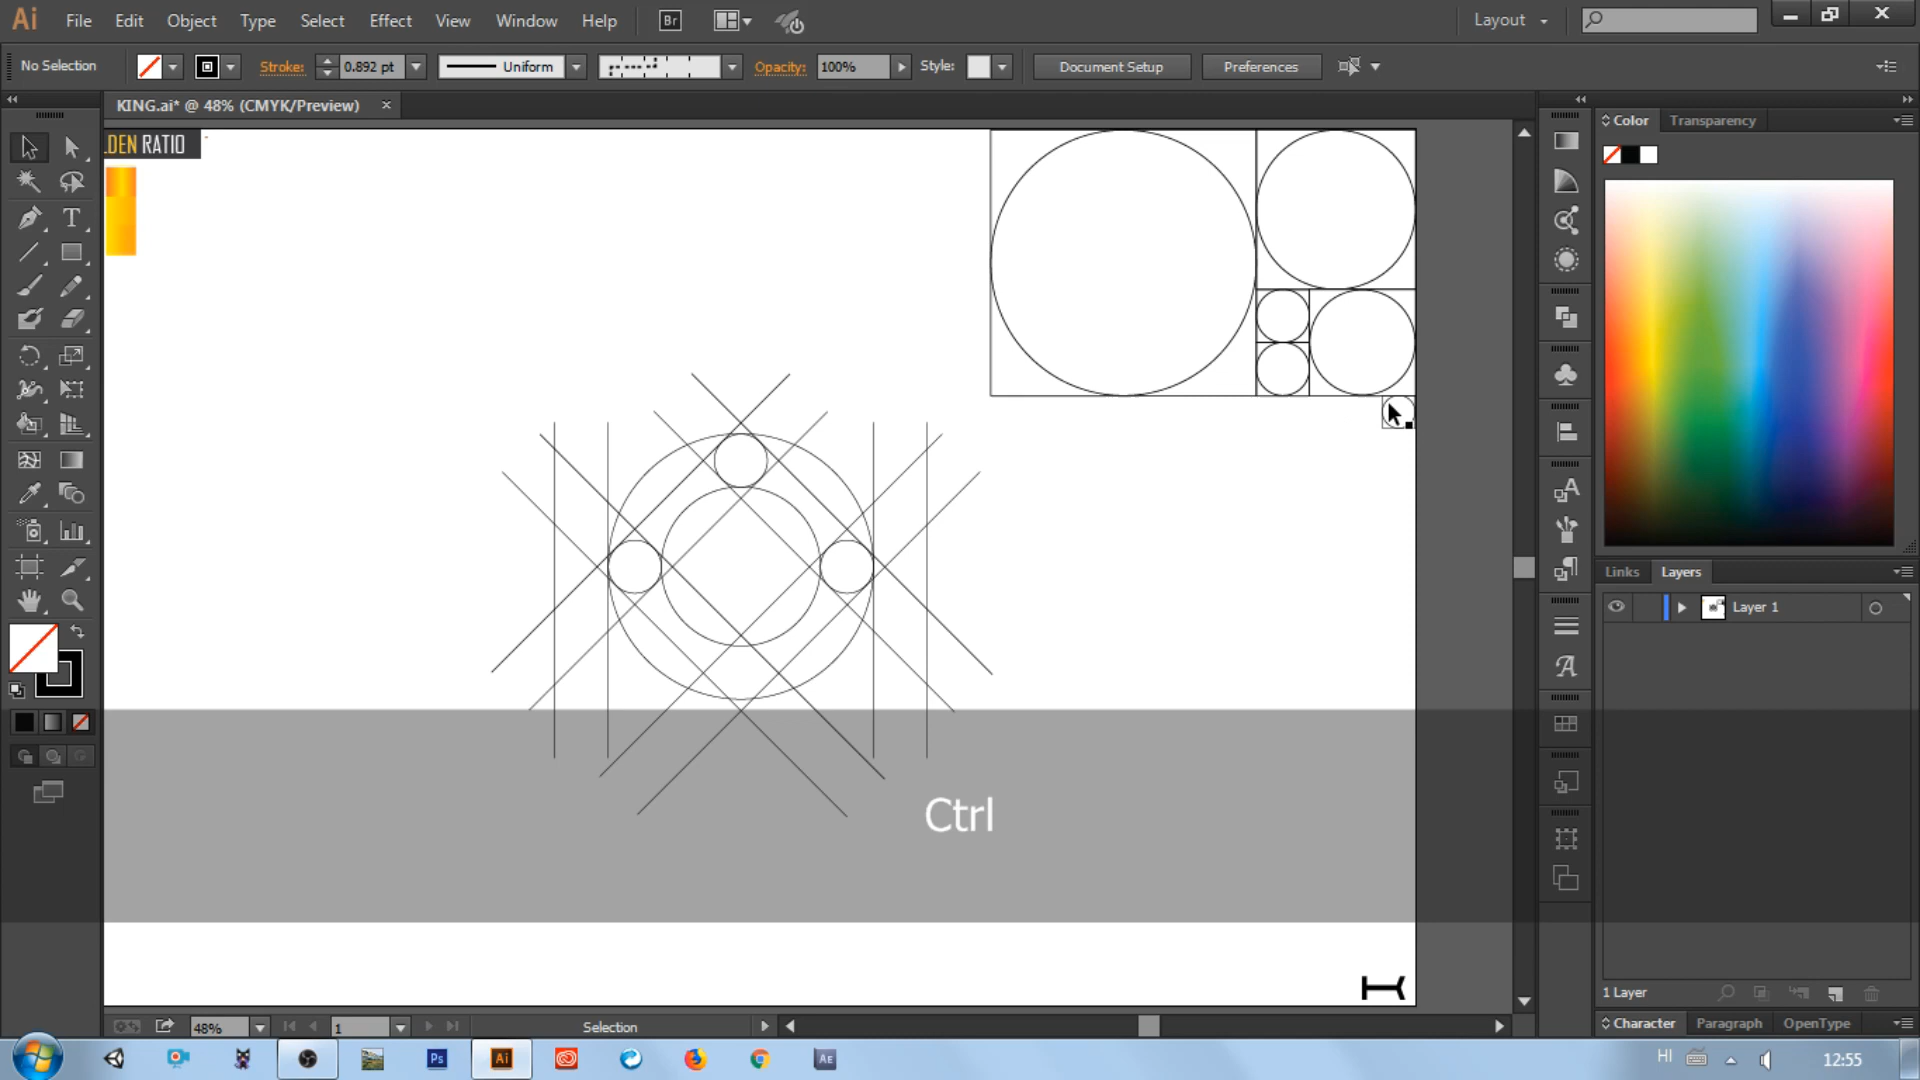 Ai File Edit Object Type Select Effect View Window Help Br Layout
No Selection Stroke: 0.892 pt Uniform Opacity: 100% Style: Document Setup Preferences
KING.ai* @ 48% (CMYK/Preview)
Color Transparency
LDEN RATIO
Links Layers
Layer 1
Ctrl
1 Layer
48% 1 Selection
Character Paragraph OpenType
Ps Ai AE HI 12:55